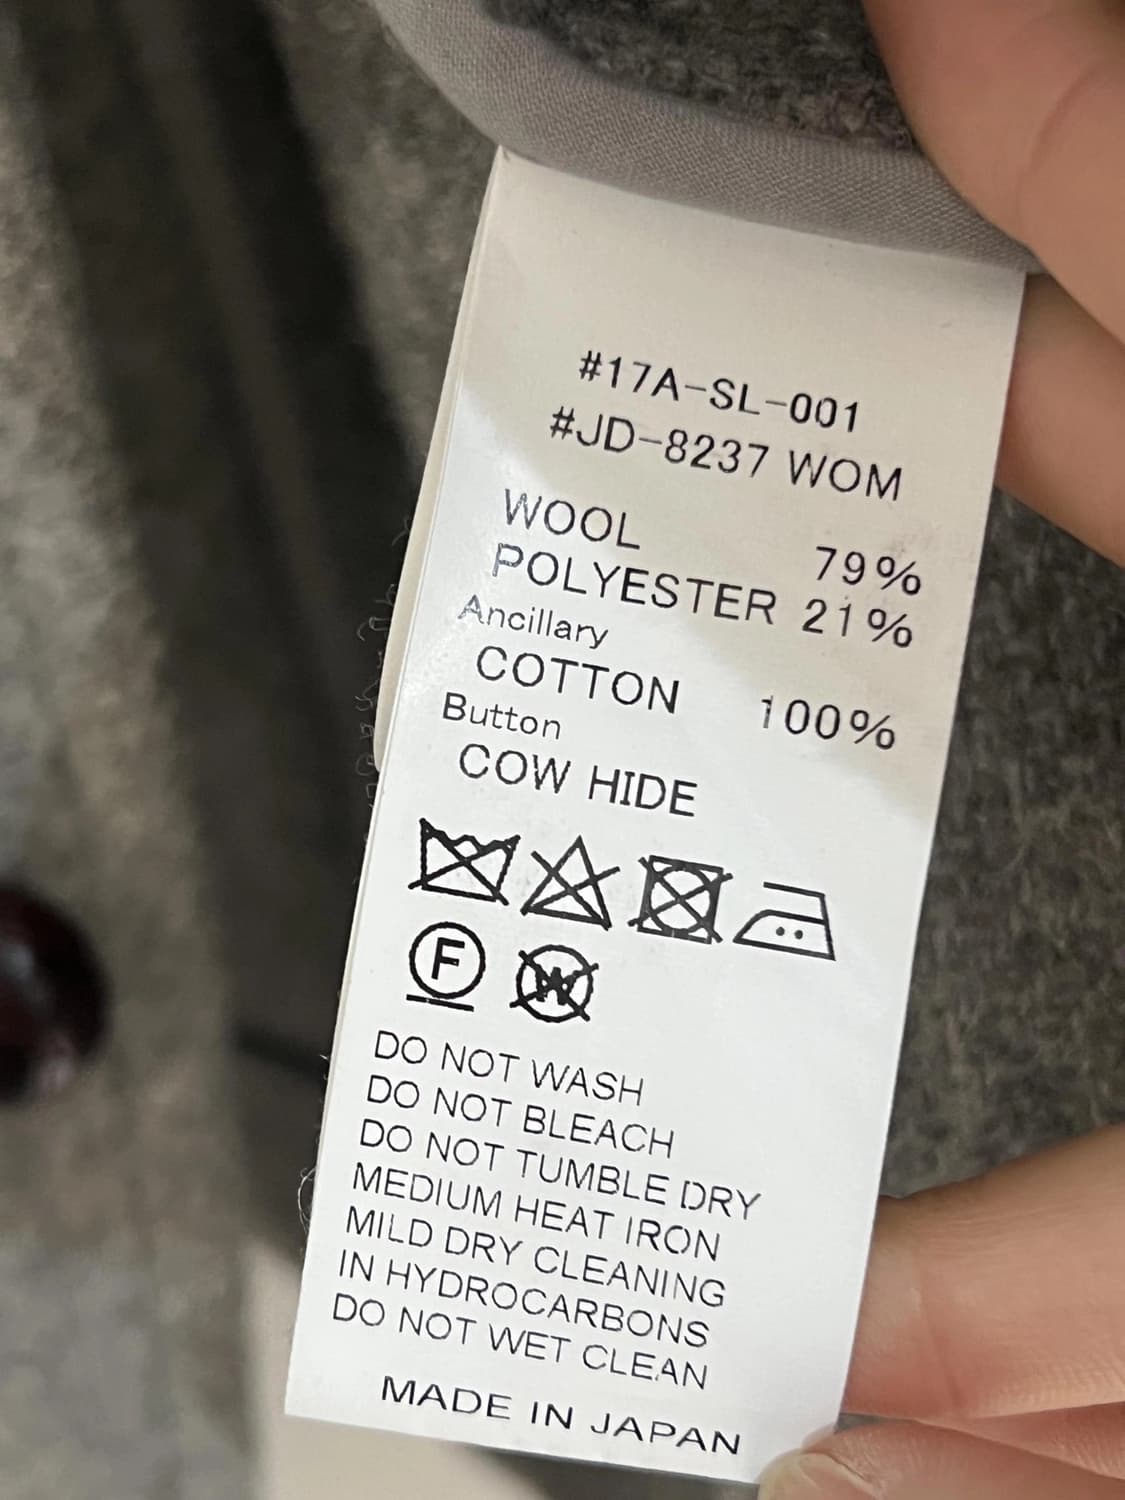 #17A-SL-001
#JD-8237 WOM
WOOL 79%
POLYESTER 21%
Ancillary
COTTON 100%
Button
COW HIDE
F W
DO NOT WASH
DO NOT BLEACH
DO NOT TUMBLE DRY
MEDIUM HEAT IRON
MILD DRY CLEANING
IN HYDROCARBONS
DO NOT WET CLEAN
MADE IN JAPAN